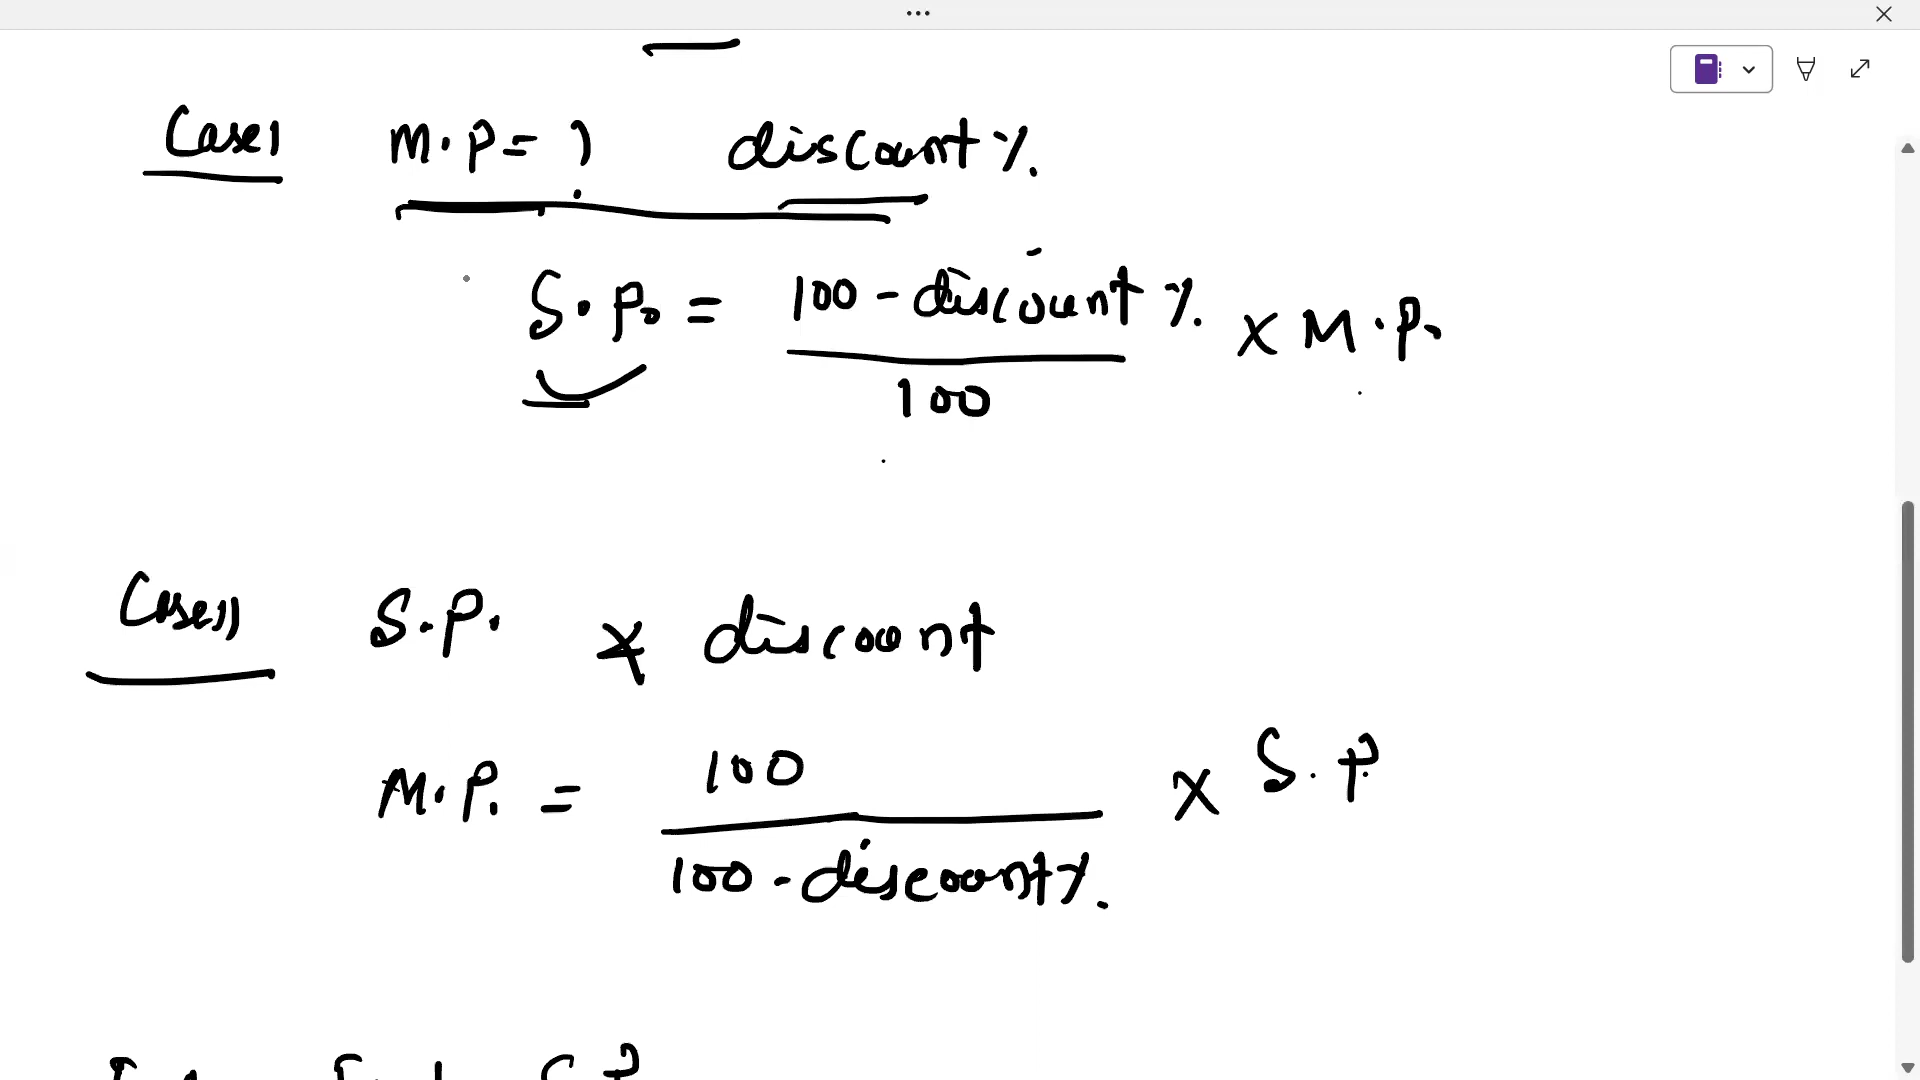 Case I M.P = ? discount %.
S.P. = 100 - discount % / 100 × M.P.
Case II S.P. & discount
M.P. = 100 / 100 - discount %. × S.P